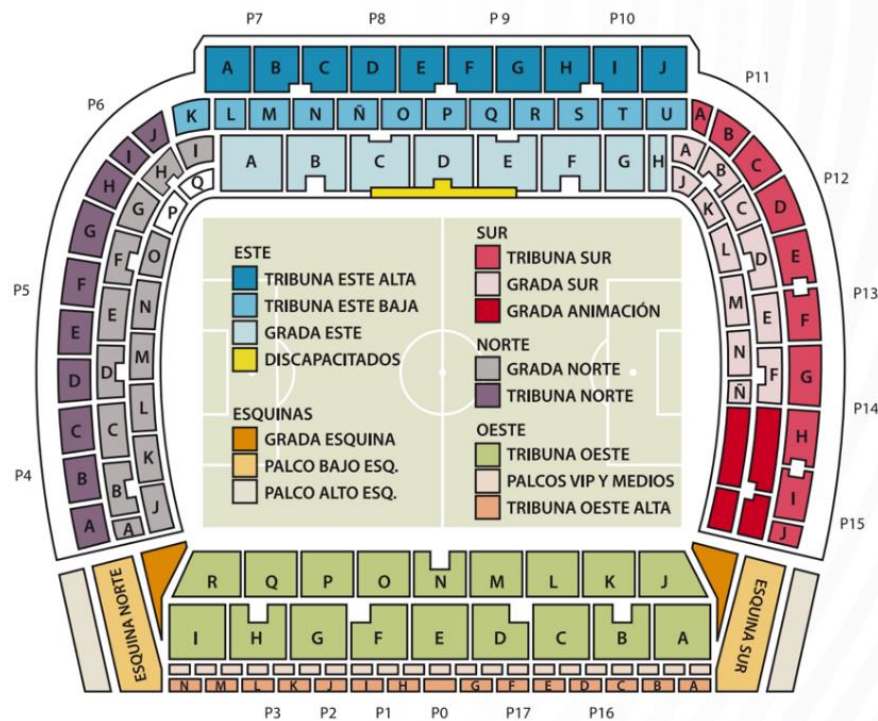 P7 P8 P9 P10
A B C D E F G H I J
P11
K L M N Ñ O P Q R S T U
A B C D E F G H
P6
J I H G F E D C B A
I H G F E D C B A
Q P O N M L K J
P5
P4
A B C D E F G H I J
A B C D E F
J K L M N Ñ
P12
P13
P14
P15
ESTE
TRIBUNA ESTE ALTA
TRIBUNA ESTE BAJA
GRADA ESTE
DISCAPACITADOS
ESQUINAS
GRADA ESQUINA
PALCO BAJO ESQ.
PALCO ALTO ESQ.
SUR
TRIBUNA SUR
GRADA SUR
GRADA ANIMACIÓN
NORTE
GRADA NORTE
TRIBUNA NORTE
OESTE
TRIBUNA OESTE
PALCOS VIP Y MEDIOS
TRIBUNA OESTE ALTA
ESQUINA NORTE
ESQUINA SUR
R Q P O N M L K J
I H G F E D C B A
N M L K J I H G F E D C B A
P3 P2 P1 P0 P17 P16